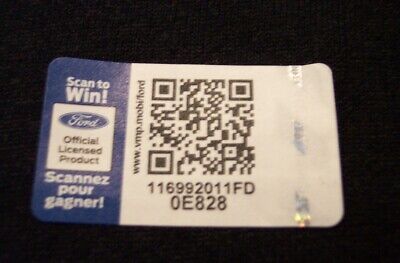 Scan to
Win!
Ford
Official
Licensed
Product
Scannez
pour
gagner!
www.vmp.mobi/ford
116992011FD
0E828